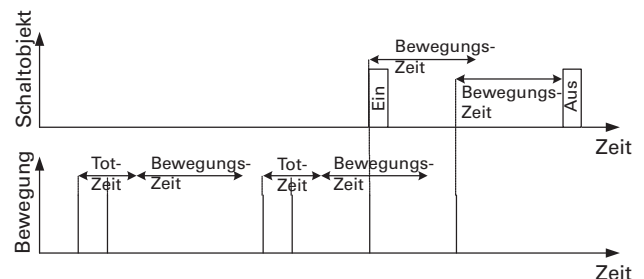 Schaltobjekt
Bewegungs-
Zeit
Ein
Bewegungs-
Zeit
Aus
Zeit
Bewegung
Tot-
Zeit
Bewegungs-
Zeit
Tot-
Zeit
Bewegungs-
Zeit
Zeit